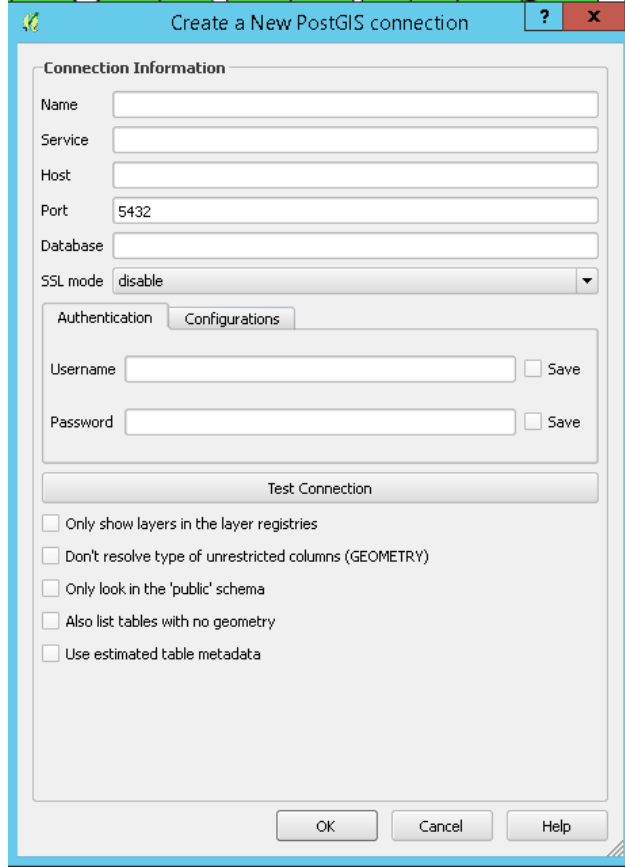 Create a New PostGIS connection
?
x
Connection Information
Name
Service
Host
Port 5432
Database
SSL mode disable
Authentication Configurations
Username Save
Password Save
Test Connection
Only show layers in the layer registries
Don't resolve type of unrestricted columns (GEOMETRY)
Only look in the 'public' schema
Also list tables with no geometry
Use estimated table metadata
OK Cancel Help